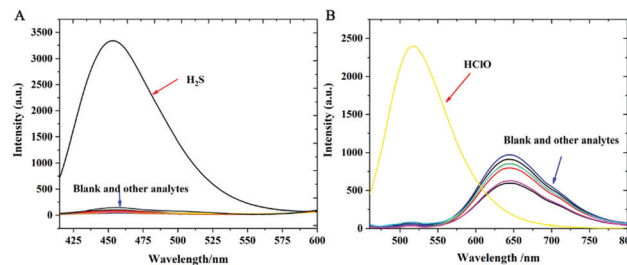 A
3500
3000
2500
2000
1500
1000
500
0
Intensity (a.u.)
H₂S
Blank and other analytes
425 450 475 500 525 550 575 600
Wavelength/nm
B
2500
2000
1500
1000
500
0
Intensity (a.u.)
HClO
Blank and other analytes
500 550 600 650 700 750 800
Wavelength /nm